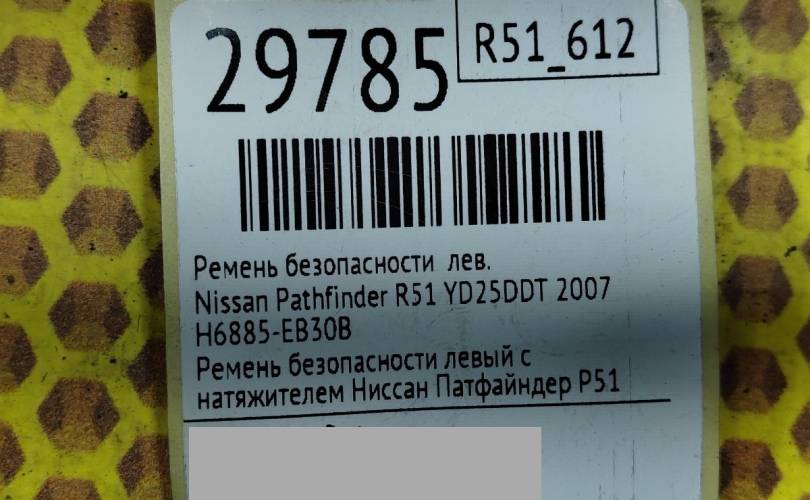 29785
R51_612
Ремень безопасности лев.
Nissan Pathfinder R51 YD25DDT 2007
H6885-EB30B
Ремень безопасности левый с
натяжителем Ниссан Патфайндер Р51